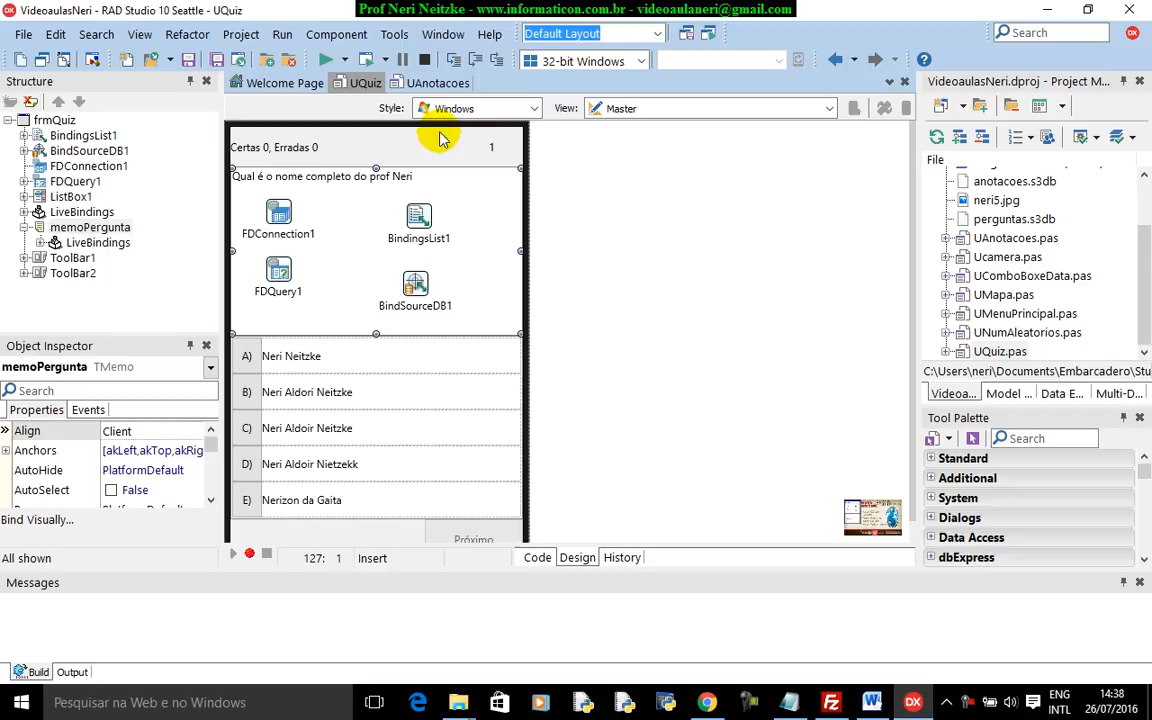 VideoaulasNeri - RAD Studio 10 Seattle - UQuiz
Prof Neri Neitzke - www.informaticon.com.br - videoaulaneri@gmail.com
File Edit Search View Refactor Project Run Component Tools Window Help
Default Layout
Search
32-bit Windows
Structure
Welcome Page
UQuiz
UAnotacoes
VideoaulasNeri.dproj - Project M...
Style:
Windows
View:
Master
frmQuiz
BindingsList1
BindSourceDB1
FDConnection1
FDQuery1
ListBox1
LiveBindings
memoPergunta
LiveBindings
ToolBar1
ToolBar2
Certas 0, Erradas 0
1
Qual é o nome completo do prof Neri
FDConnection1
BindingsList1
FDQuery1
BindSourceDB1
A) Neri Neitzke
B) Neri Aldori Neitzke
C) Neri Aldoir Neitzke
D) Neri Aldoir Nietzekk
E) Nerizon da Gaita
Próximo
File
anotacoes.s3db
neri5.jpg
perguntas.s3db
UAnotacoes.pas
Ucamera.pas
UComboBoxeData.pas
UMapa.pas
UMenuPrincipal.pas
UNumAleatorios.pas
UQuiz.pas
C:\Users\neri\Documents\Embarcadero\Stu
Videoa...
Model ...
Data E...
Multi-D...
Tool Palette
Search
Standard
Additional
System
Dialogs
Data Access
dbExpress
Object Inspector
memoPergunta TMemo
Search
Properties
Events
Align
Client
Anchors
[akLeft,akTop,akRig
AutoHide
PlatformDefault
AutoSelect
False
PlatformDefault
Bind Visually...
All shown
127: 1
Insert
Code
Design
History
Messages
Build
Output
Pesquisar na Web e no Windows
ENG
INTL
14:38
26/07/2016